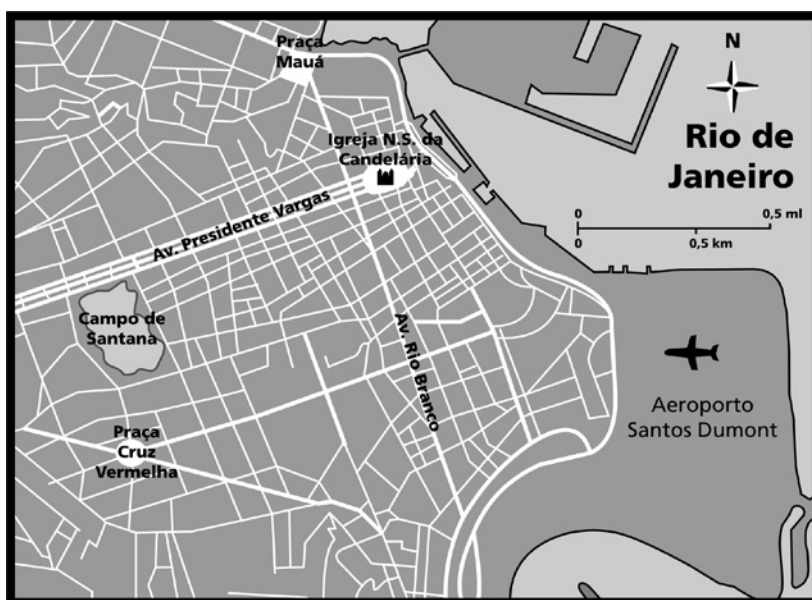 Praça
Mauá
N
Rio de
Janeiro
Igreja N.S. da
Candelária
0
0,5 ml
0
0,5 km
Av. Presidente Vargas
Campo de
Santana
Av. Rio Branco
Aeroporto
Santos Dumont
Praça
Cruz
Vermelha